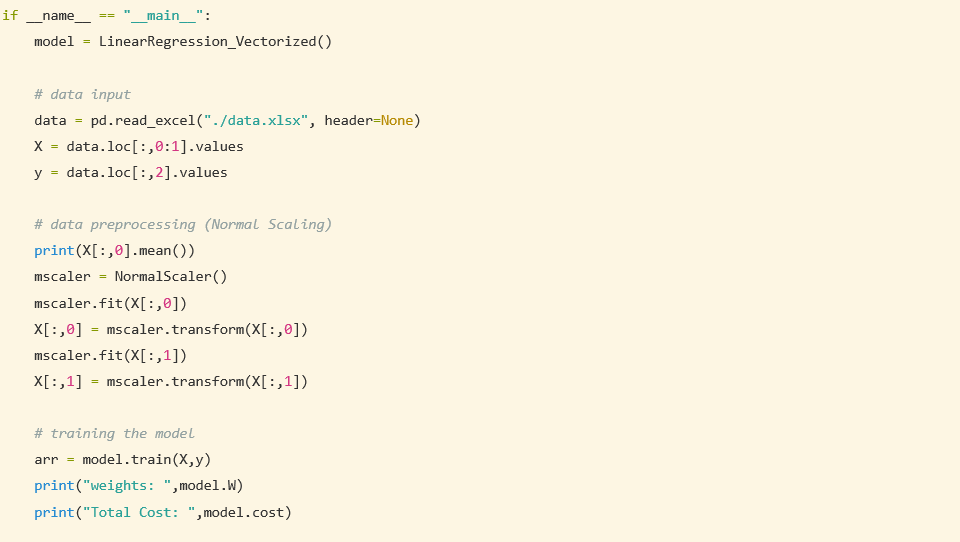 if __name__ == "__main__":
    model = LinearRegression_Vectorized()

    # data input
    data = pd.read_excel("./data.xlsx", header=None)
    X = data.loc[:,0:1].values
    y = data.loc[:,2].values

    # data preprocessing (Normal Scaling)
    print(X[:,0].mean())
    mscaler = NormalScaler()
    mscaler.fit(X[:,0])
    X[:,0] = mscaler.transform(X[:,0])
    mscaler.fit(X[:,1])
    X[:,1] = mscaler.transform(X[:,1])

    # training the model
    arr = model.train(X,y)
    print("weights: ",model.W)
    print("Total Cost: ",model.cost)